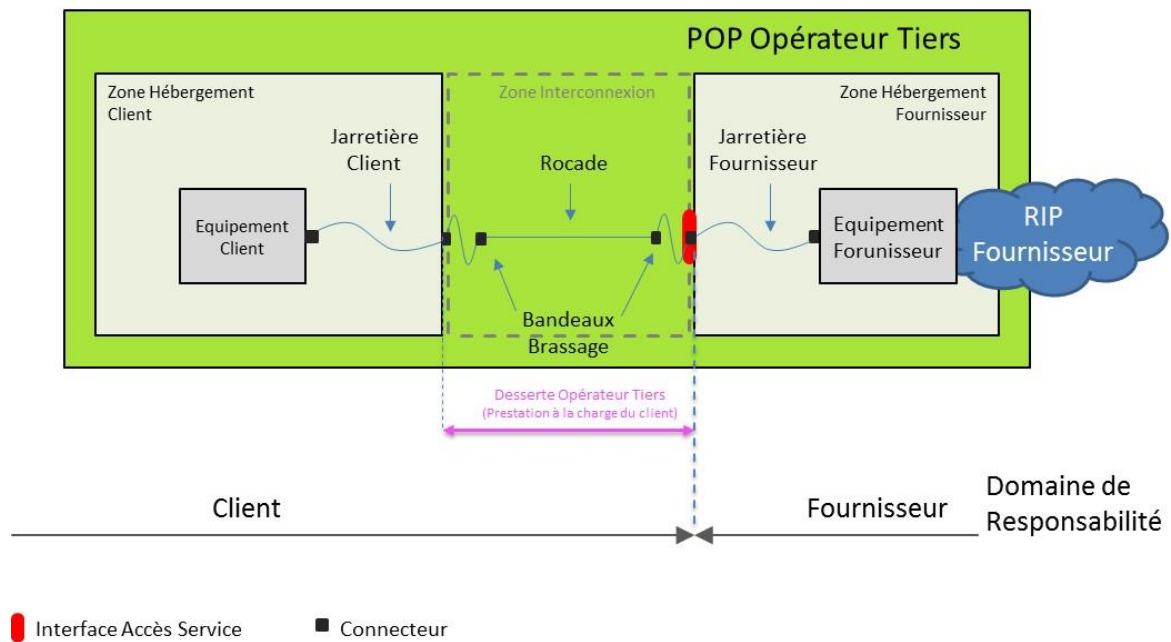 POP Opérateur Tiers
Zone Hébergement
Client
Zone Interconnexion
Zone Hébergement
Fournisseur
Jarretière
Client
Rocade
Jarretière
Fournisseur
Equipement
Client
Equipement
Forunisseur
RIP
Fournisseur
Bandeaux
Brassage
Desserte Opérateur Tiers
(Prestation à la charge du client)
Client
Fournisseur
Domaine de
Responsabilité
Interface Accès Service
Connecteur